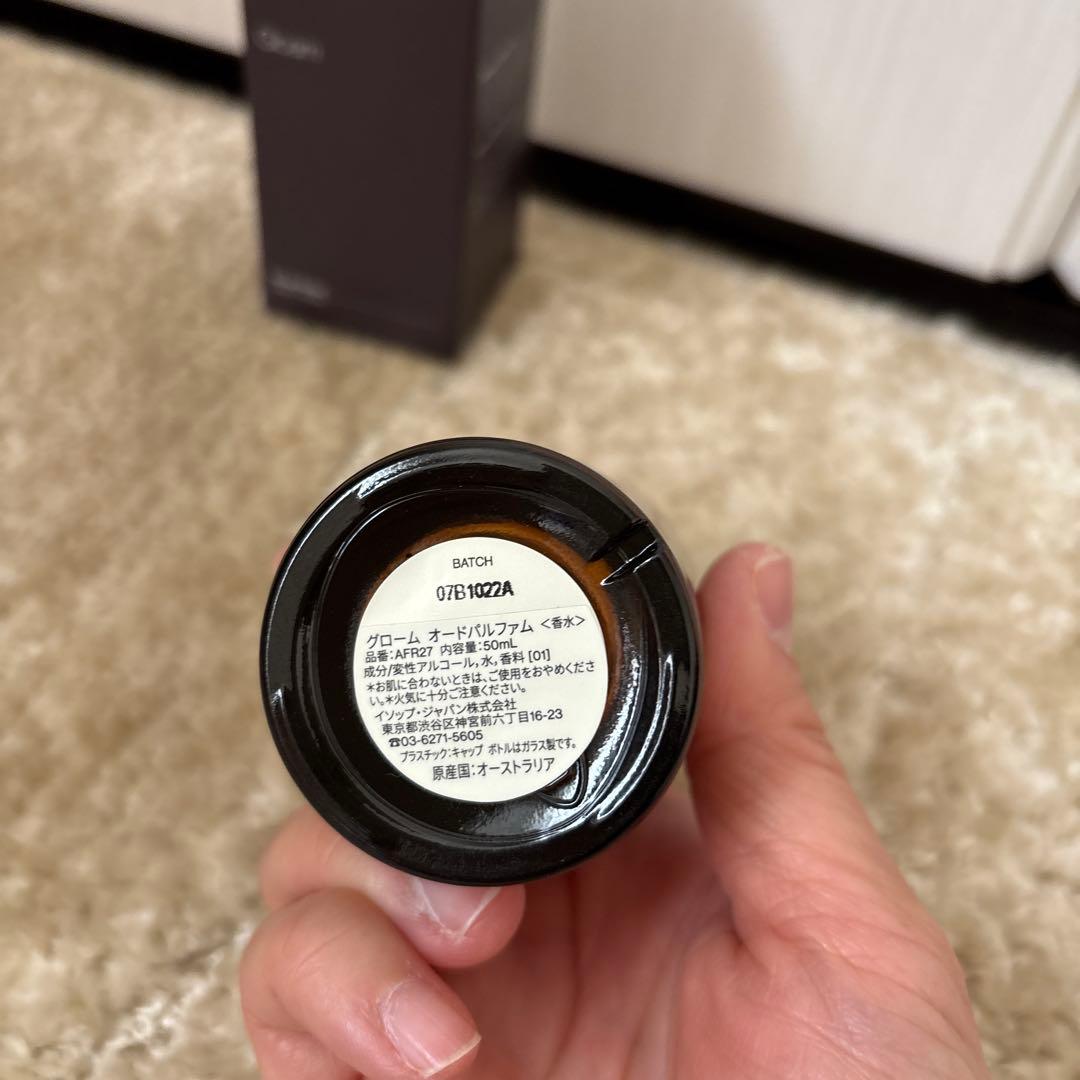 BATCH
07B1022A
グローム オードパルファム <香水>
品番:AFR27 内容量:50mL
成分/変性アルコール, 水, 香料 [01]
*お肌に合わないときは、ご使用をおやめくださ
い。*火気に十分ご注意ください。
イソップ・ジャパン株式会社
東京都渋谷区神宮前六丁目16-23
☎03-6271-5605
プラスチック:キャップ ボトルはガラス製です。
原産国:オーストラリア